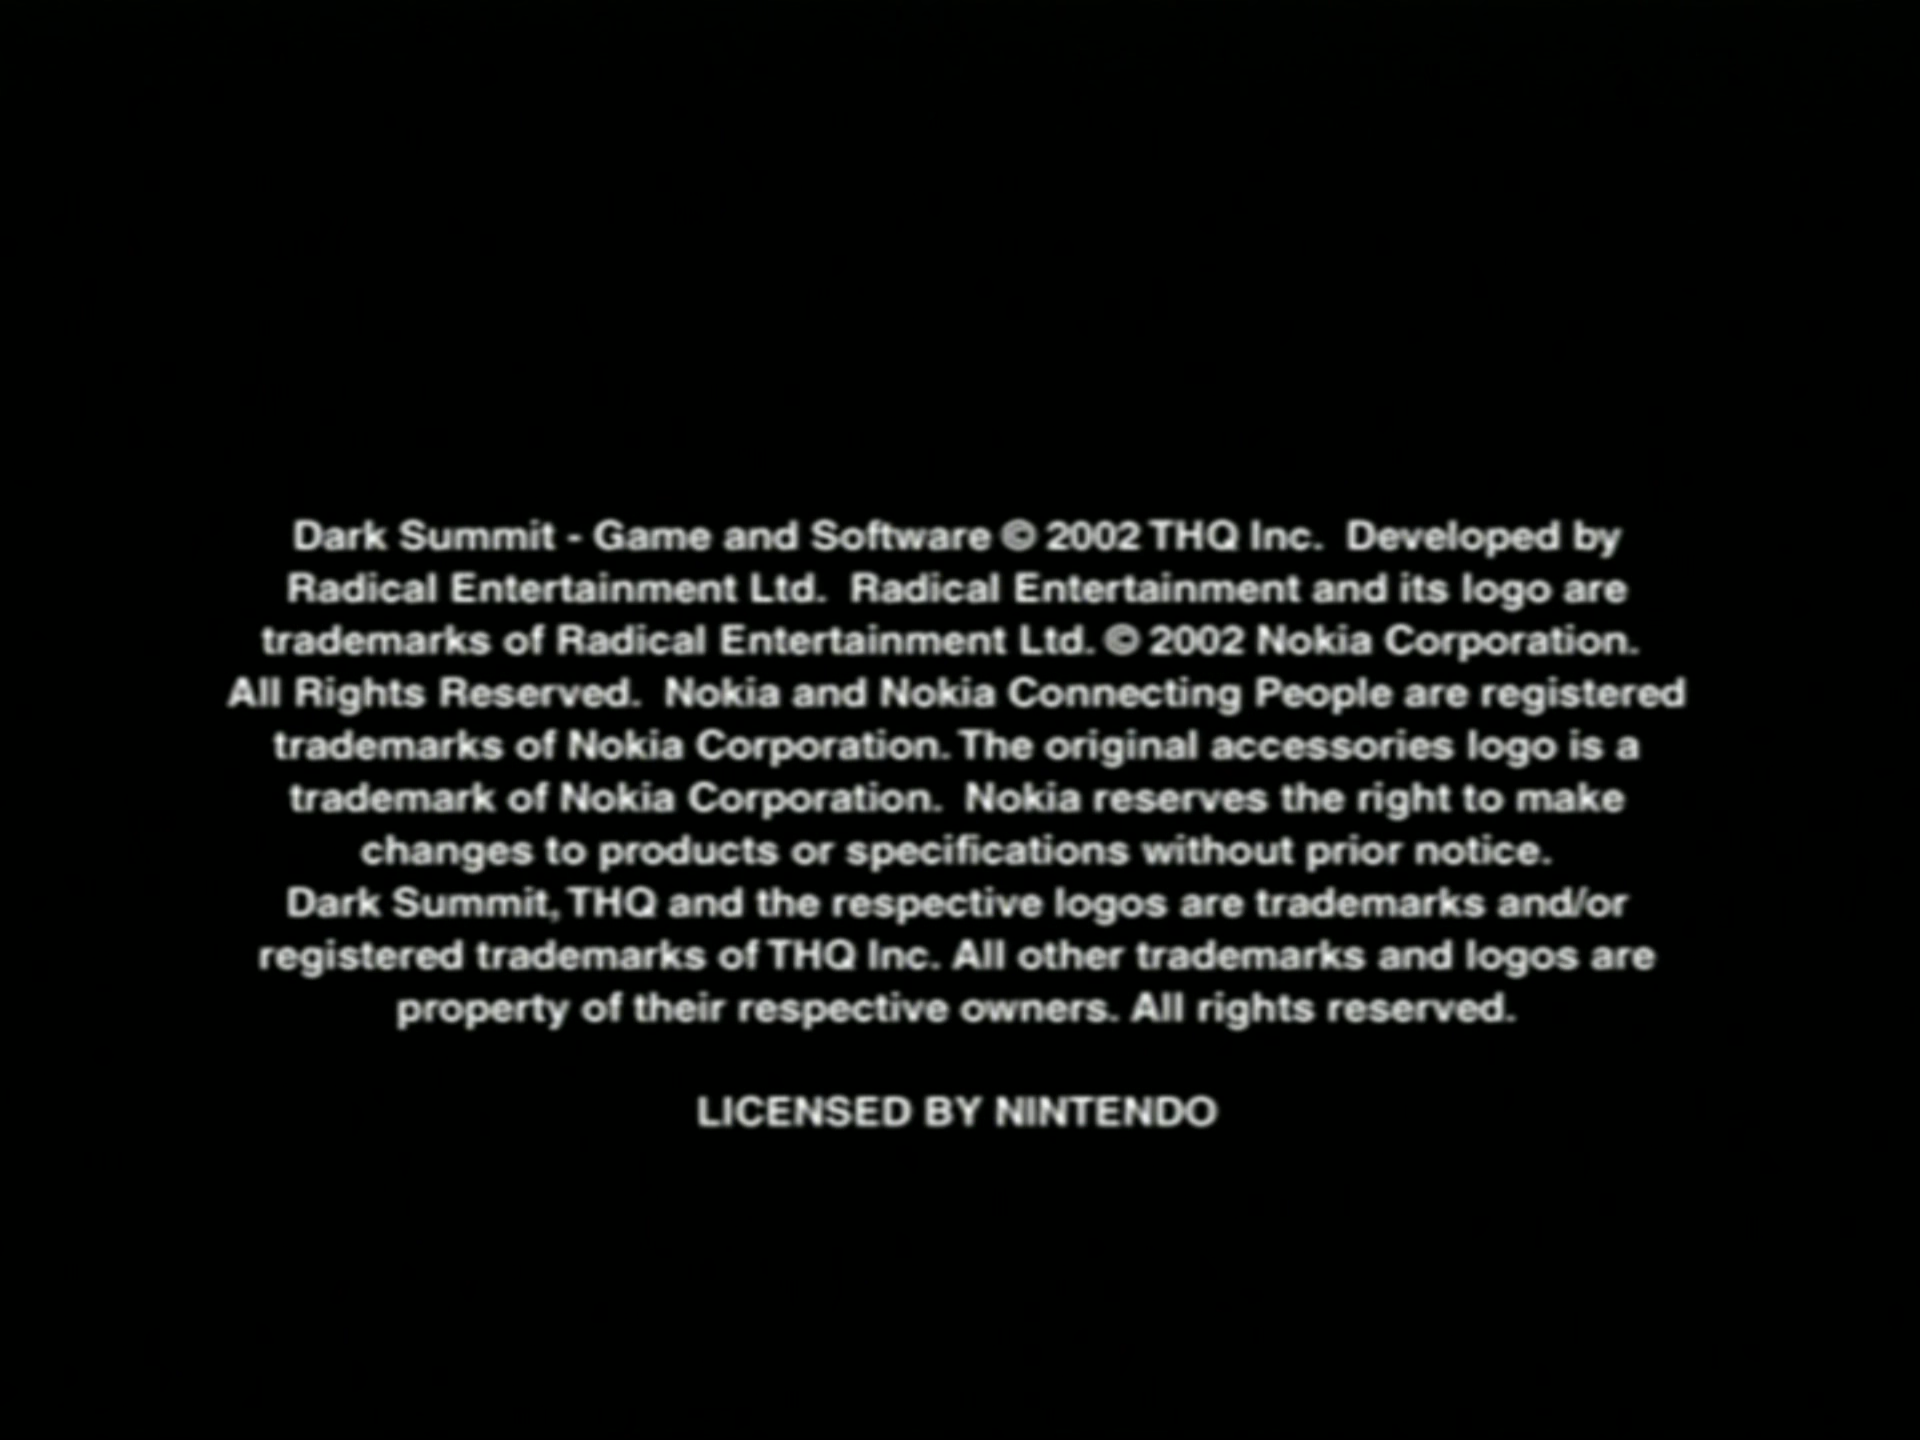 Dark Summit - Game and Software © 2002 THQ Inc.  Developed by
Radical Entertainment Ltd.  Radical Entertainment and its logo are
trademarks of Radical Entertainment Ltd. © 2002 Nokia Corporation.
All Rights Reserved.  Nokia and Nokia Connecting People are registered
trademarks of Nokia Corporation. The original accessories logo is a
trademark of Nokia Corporation.  Nokia reserves the right to make
changes to products or specifications without prior notice.
Dark Summit, THQ and the respective logos are trademarks and/or
registered trademarks of THQ Inc. All other trademarks and logos are
property of their respective owners. All rights reserved.
LICENSED BY NINTENDO